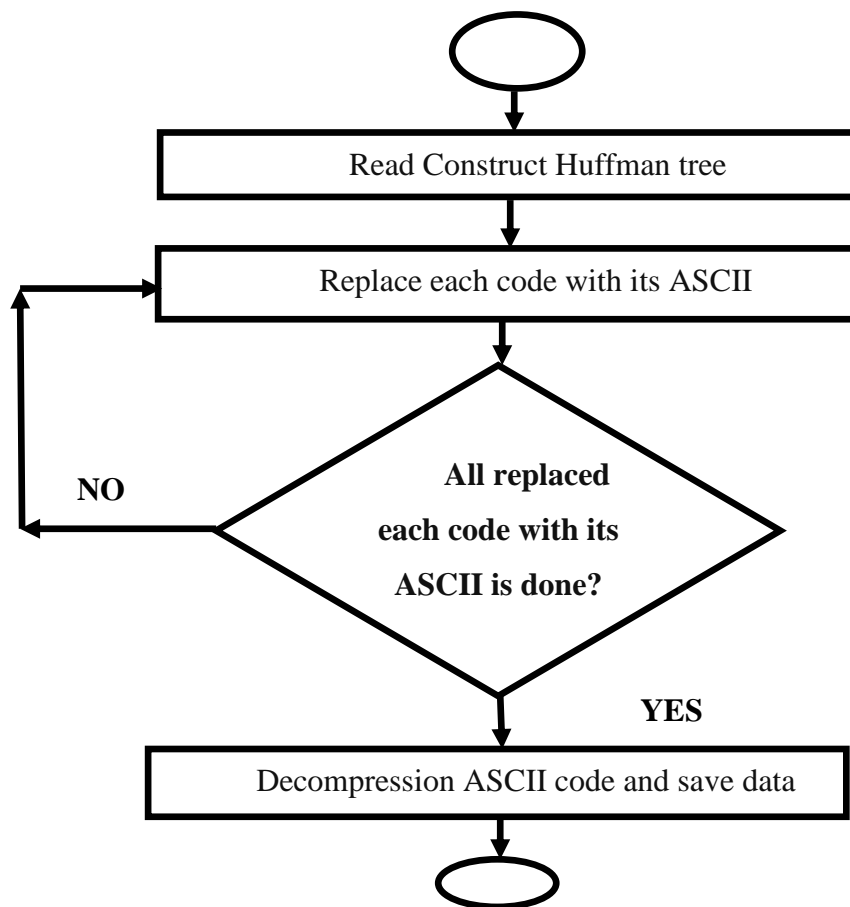 Read Construct Huffman tree
Replace each code with its ASCII
All replaced
each code with its
ASCII is done?
NO
YES
Decompression ASCII code and save data